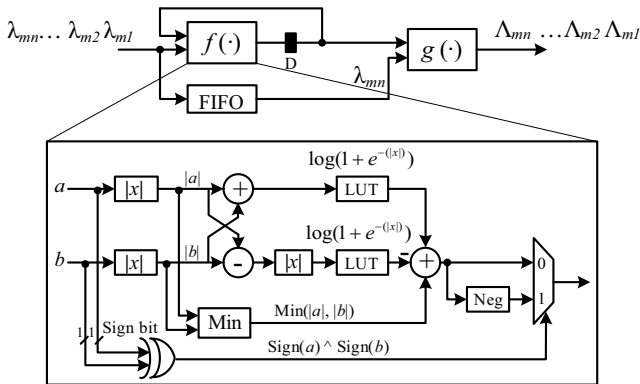 λmn… λm2 λm1
f(·)
D
λmn
g(·)
Λmn …Λm2 Λm1
FIFO
log(1 + e^-(|x|))
a
|x|
|a|
+
LUT
log(1 + e^-(|x|))
b
|x|
|b|
-
|x|
LUT
-
+
0
Neg
1
Min
Min(|a|, |b|)
1 1 Sign bit
Sign(a) ^ Sign(b)